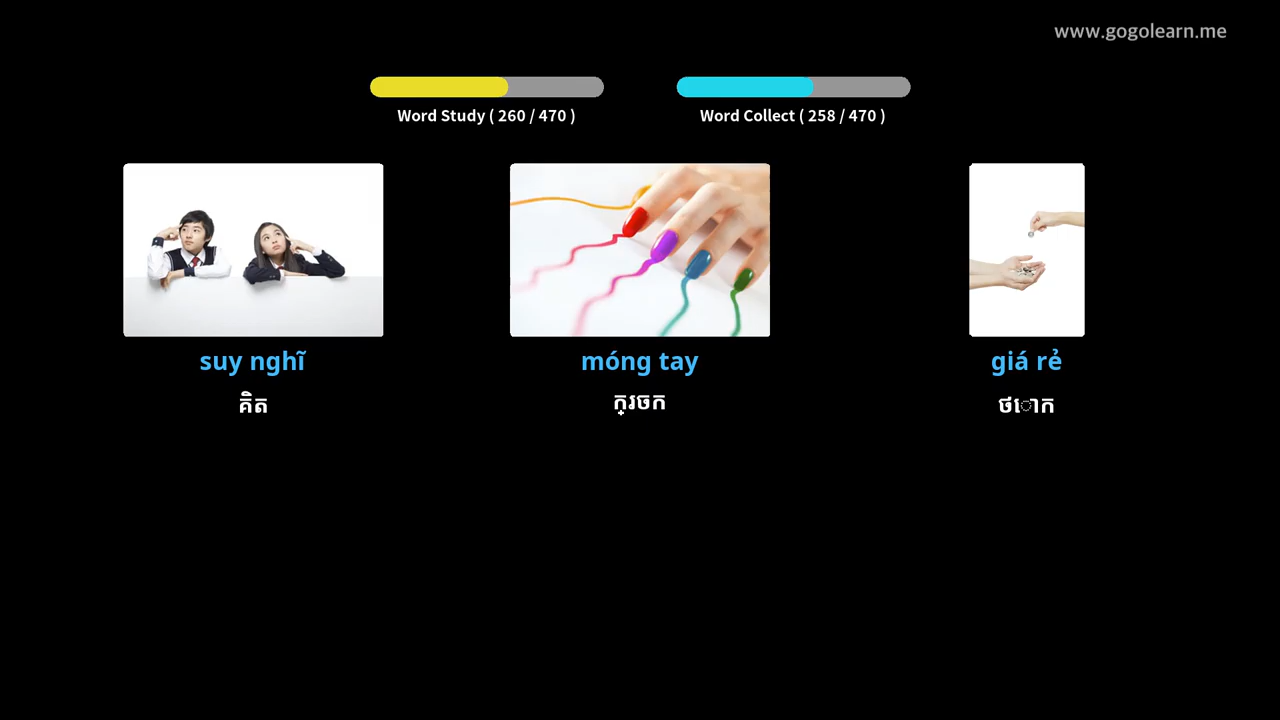 www.gogolearn.me
Word Study ( 260 / 470 )
Word Collect ( 258 / 470 )
suy nghĩ
móng tay
giá rẻ
គិត
ក្រចក
ថោក